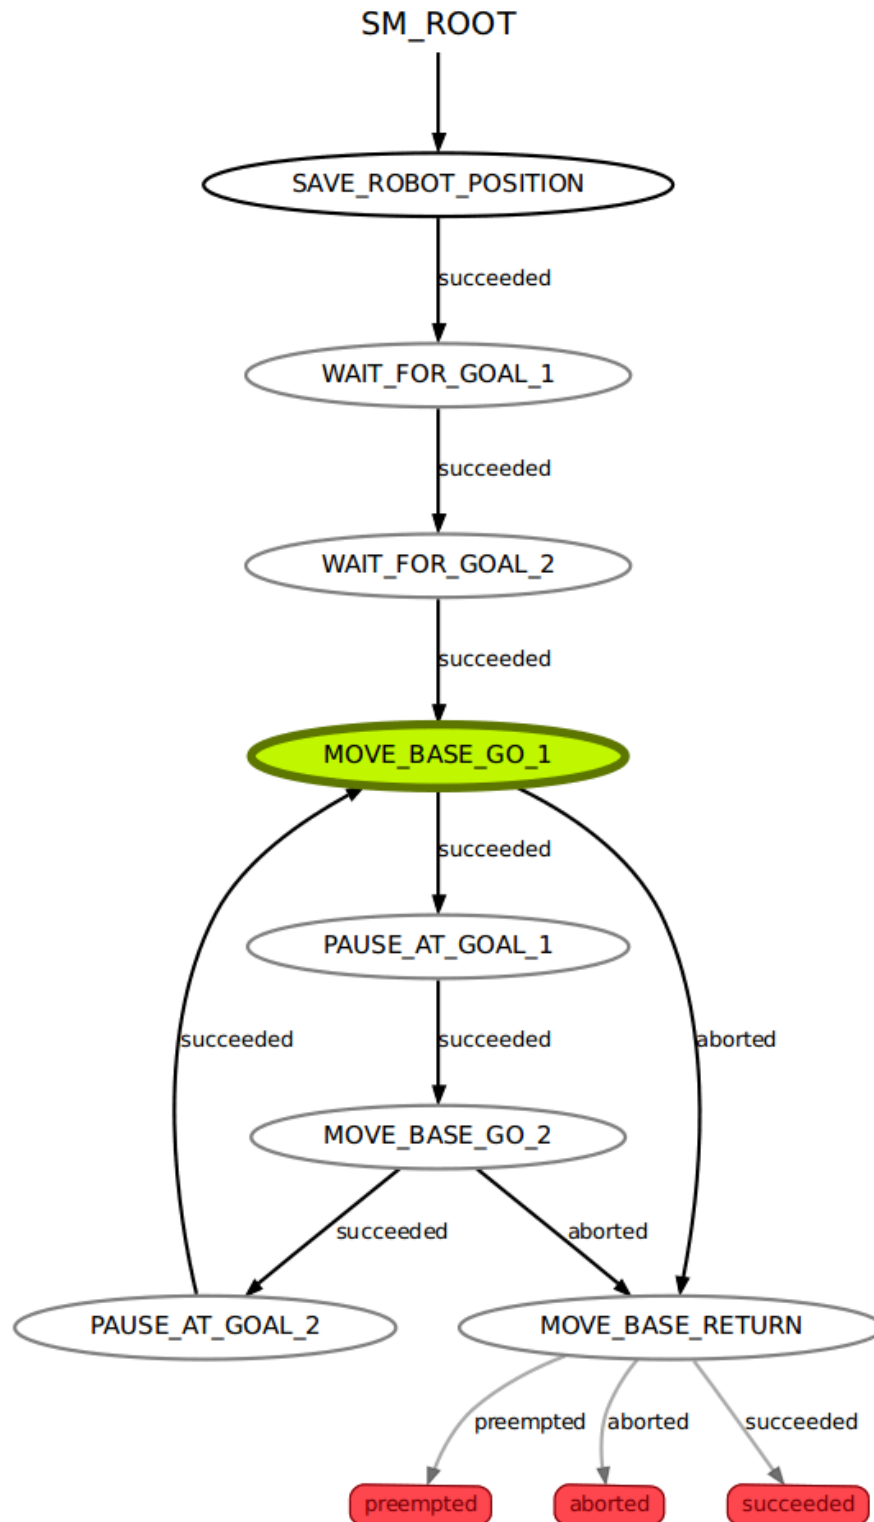 SM_ROOT
SAVE_ROBOT_POSITION
succeeded
WAIT_FOR_GOAL_1
succeeded
WAIT_FOR_GOAL_2
succeeded
MOVE_BASE_GO_1
succeeded
PAUSE_AT_GOAL_1
succeeded
succeeded
aborted
MOVE_BASE_GO_2
succeeded
aborted
PAUSE_AT_GOAL_2
MOVE_BASE_RETURN
preempted
aborted
succeeded
preempted
aborted
succeeded